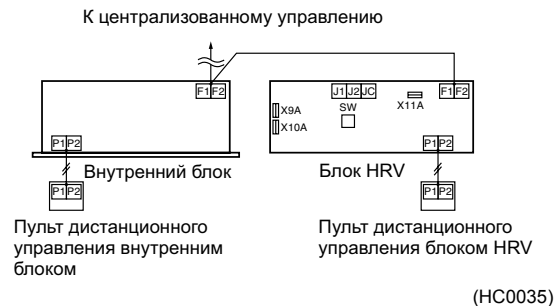 К централизованному управлению
F1 F2
J1 J2 JC
F1 F2
X9A
SW
X11A
X10A
P1 P2
P1 P2
Внутренний блок
Блок HRV
P1 P2
P1 P2
Пульт дистанционного
управления внутренним
блоком
Пульт дистанционного
управления блоком HRV
(HC0035)